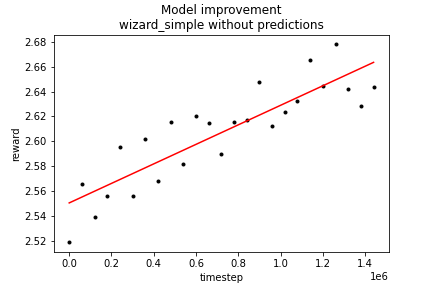 Model improvement
wizard_simple without predictions
2.68
2.66
2.64
2.62
2.60
2.58
2.56
2.54
2.52
reward
0.0 0.2 0.4 0.6 0.8 1.0 1.2 1.4
1e6
timestep